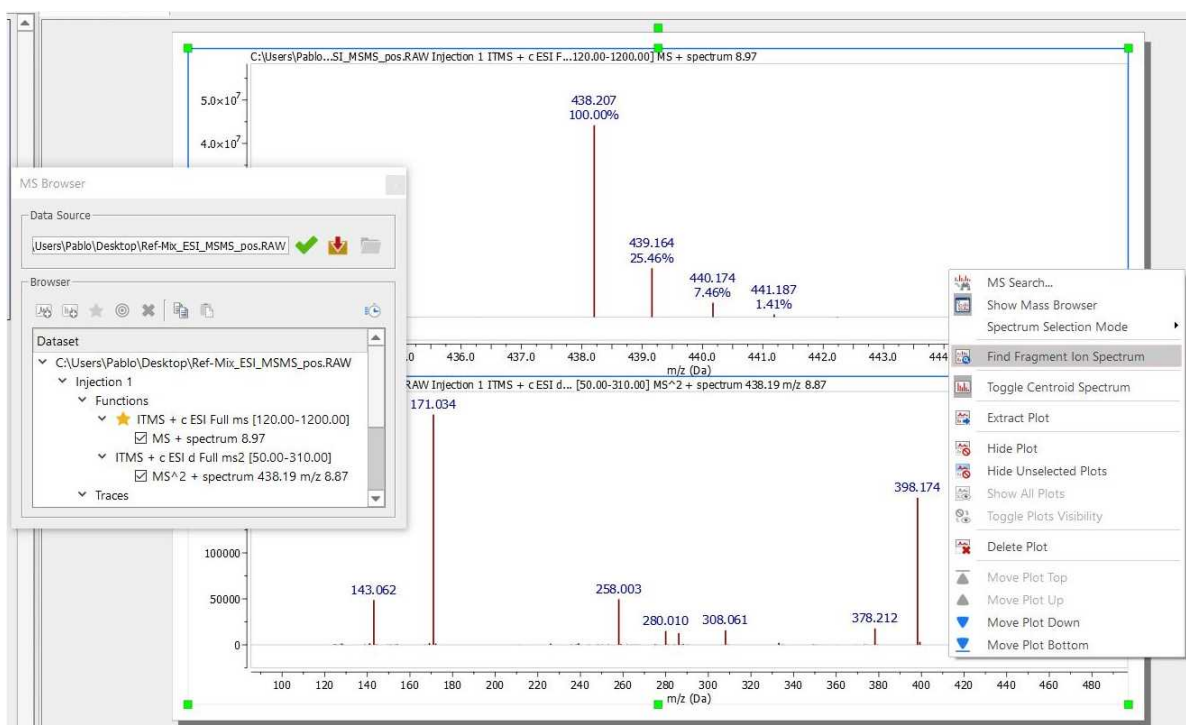 C:\Users\Pablo...SI_MSMS_pos.RAW Injection 1 ITMS + c ESI F...120.00-1200.00] MS + spectrum 8.97
5.0×10⁷
4.0×10⁷
438.207
100.00%
439.164
25.46%
440.174
7.46%
441.187
1.41%
.0 436.0 437.0 438.0 439.0 440.0 441.0 442.0 443.0 444
m/z (Da)
MS Browser
Data Source
\Users\Pablo\Desktop\Ref-Mix_ESI_MSMS_pos.RAW
Browser
Dataset
C:\Users\Pablo\Desktop\Ref-Mix_ESI_MSMS_pos.RAW
Injection 1
Functions
ITMS + c ESI Full ms [120.00-1200.00]
MS + spectrum 8.97
ITMS + c ESI d Full ms2 [50.00-310.00]
MS^2 + spectrum 438.19 m/z 8.87
Traces
RAW Injection 1 ITMS + c ESI d... [50.00-310.00] MS^2 + spectrum 438.19 m/z 8.87
171.034
398.174
100000
143.062
258.003
50000
280.010
308.061
378.212
0
100 120 140 160 180 200 220 240 260 280 300 320 340 360 380 400 420 440 460 480
m/z (Da)
MS Search...
Show Mass Browser
Spectrum Selection Mode
Find Fragment Ion Spectrum
Toggle Centroid Spectrum
Extract Plot
Hide Plot
Hide Unselected Plots
Show All Plots
Toggle Plots Visibility
Delete Plot
Move Plot Top
Move Plot Up
Move Plot Down
Move Plot Bottom